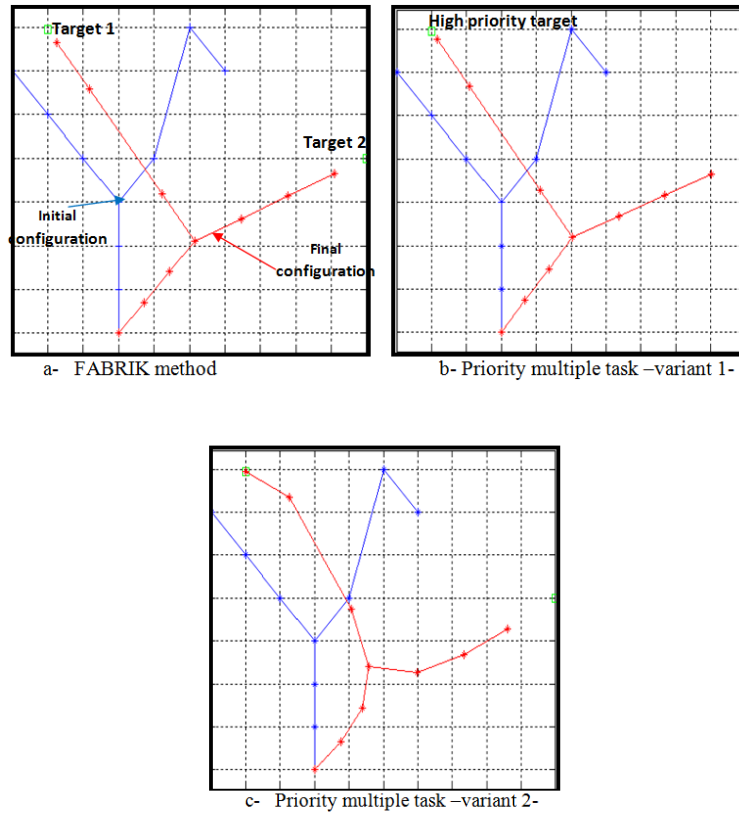 Target 1
Target 2
Initial
configuration
Final
configuration
a- FABRIK method
High priority target
b- Priority multiple task –variant 1-
c- Priority multiple task –variant 2-